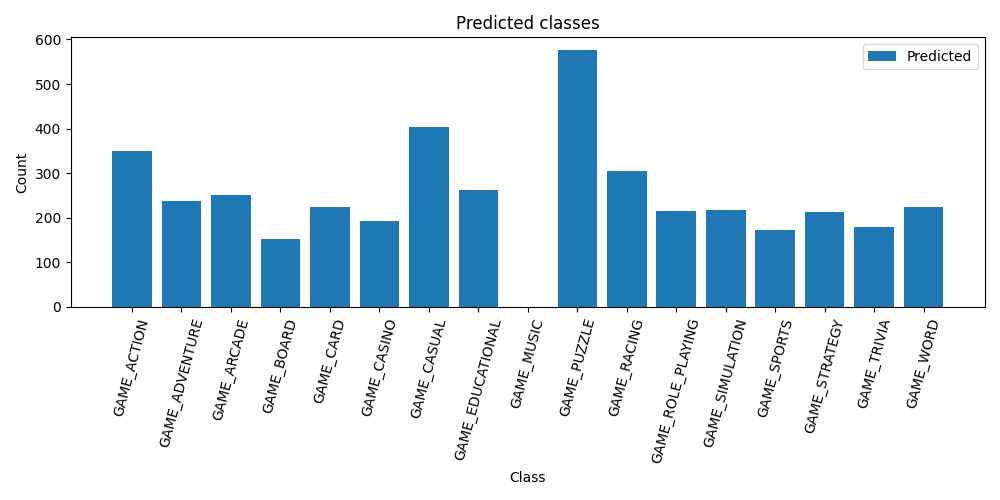 Predicted classes
Predicted
Count
600
500
400
300
200
100
0
GAME_ACTION
GAME_ADVENTURE
GAME_ARCADE
GAME_BOARD
GAME_CARD
GAME_CASINO
GAME_CASUAL
GAME_EDUCATIONAL
GAME_MUSIC
GAME_PUZZLE
GAME_RACING
GAME_ROLE_PLAYING
GAME_SIMULATION
GAME_SPORTS
GAME_STRATEGY
GAME_TRIVIA
GAME_WORD
Class